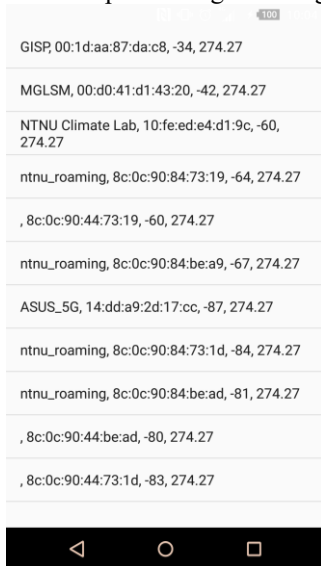 100
GISP, 00:1d:aa:87:da:c8, -34, 274.27
MGLSM, 00:d0:41:d1:43:20, -42, 274.27
NTNU Climate Lab, 10:fe:ed:e4:d1:9c, -60,
274.27
ntnu_roaming, 8c:0c:90:84:73:19, -64, 274.27
, 8c:0c:90:44:73:19, -60, 274.27
ntnu_roaming, 8c:0c:90:84:be:a9, -67, 274.27
ASUS_5G, 14:dd:a9:2d:17:cc, -87, 274.27
ntnu_roaming, 8c:0c:90:84:73:1d, -84, 274.27
ntnu_roaming, 8c:0c:90:84:be:ad, -81, 274.27
, 8c:0c:90:44:be:ad, -80, 274.27
, 8c:0c:90:44:73:1d, -83, 274.27